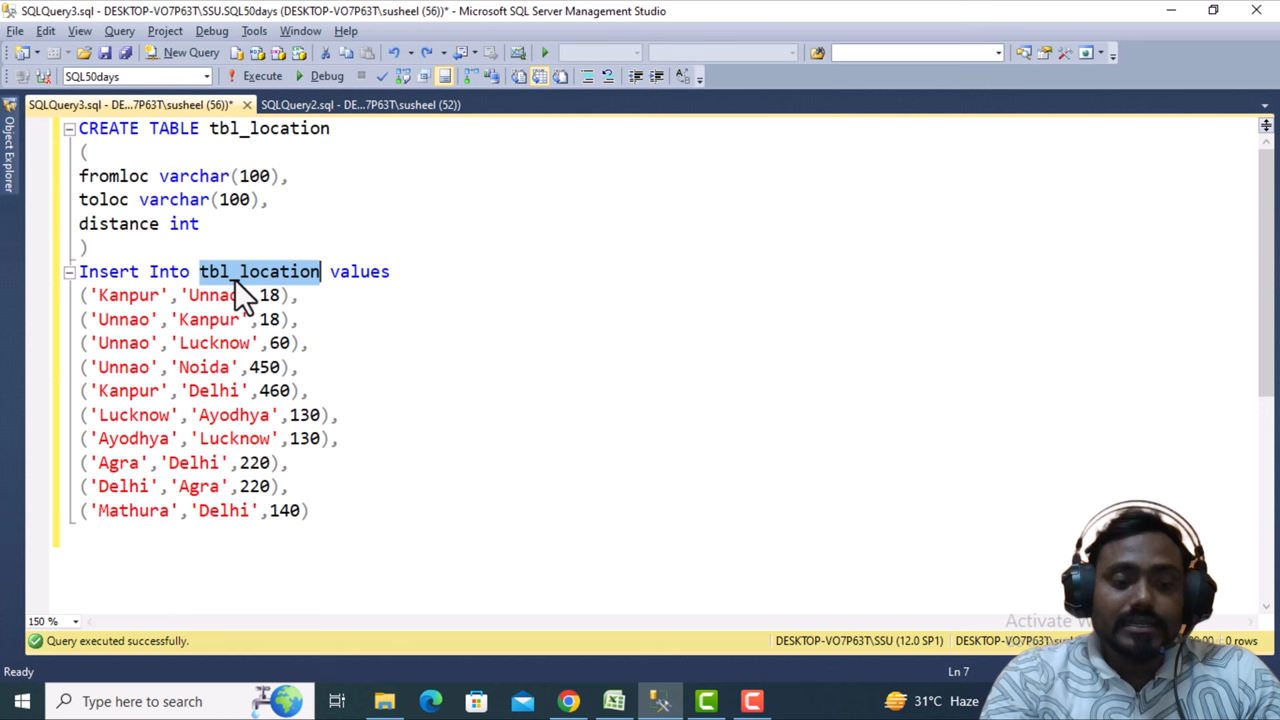 SQLQuery3.sql - DESKTOP-VO7P63T\SSU.SQL50days (DESKTOP-VO7P63T\susheel (56))* - Microsoft SQL Server Management Studio
File Edit View Query Project Debug Tools Window Help
New Query
SQL50days Execute Debug
SQLQuery3.sql - DE...7P63T\susheel (56))* SQLQuery2.sql - DE...7P63T\susheel (52))
Object Explorer
CREATE TABLE tbl_location
(
fromloc varchar(100),
toloc varchar(100),
distance int
)
Insert Into tbl_location values
('Kanpur','Unnao',18),
('Unnao','Kanpur',18),
('Unnao','Lucknow',60),
('Unnao','Noida',450),
('Kanpur','Delhi',460),
('Lucknow','Ayodhya',130),
('Ayodhya','Lucknow',130),
('Agra','Delhi',220),
('Delhi','Agra',220),
('Mathura','Delhi',140)
150 %
Activate
Query executed successfully. DESKTOP-VO7P63T\SSU (12.0 SP1) 0 rows
Ready Ln 7
Type here to search 31°C Haze